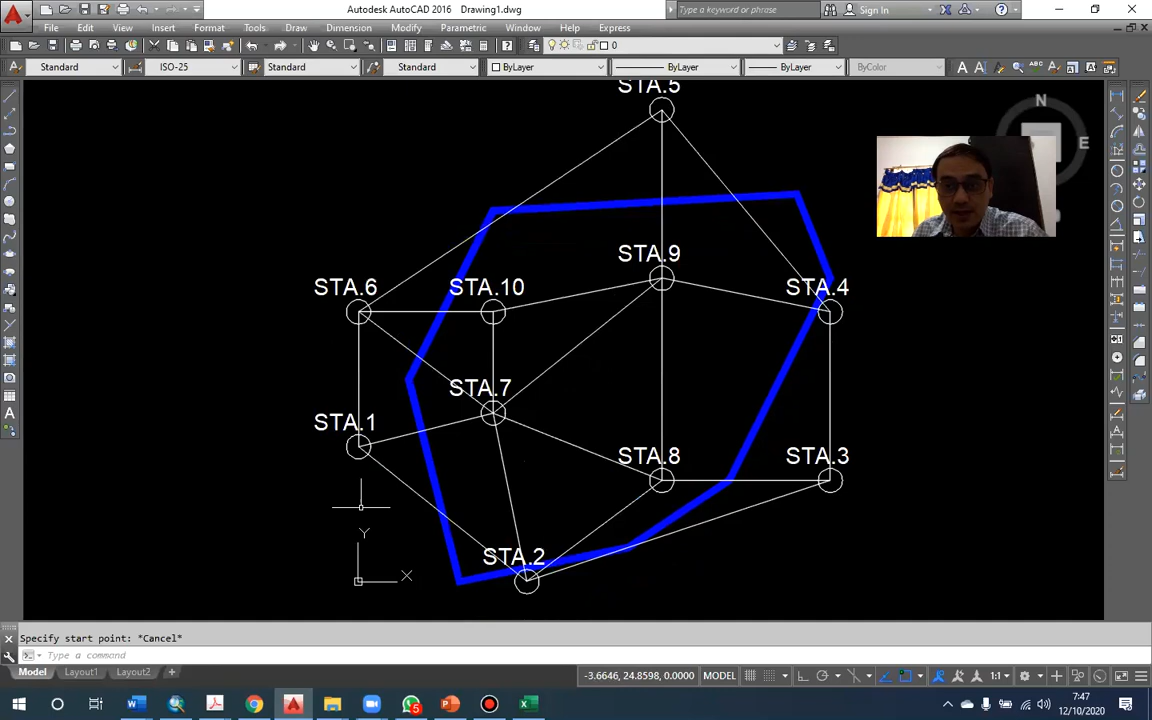 Autodesk AutoCAD 2016 Drawing1.dwg
Type a keyword or phrase
Sign In
File Edit View Insert Format Tools Draw Dimension Modify Parametric Window Help Express
0
Standard ISO-25 Standard Standard ByLayer ByLayer ByLayer ByColor
N
E
STA.5
STA.9
STA.6
STA.10
STA.4
STA.7
STA.1
STA.8
STA.3
STA.2
Y
X
Specify start point: *Cancel*
Type a command
Model Layout1 Layout2 +
-3.6646, 24.8598, 0.0000 MODEL 1:1
5
7:47
12/10/2020